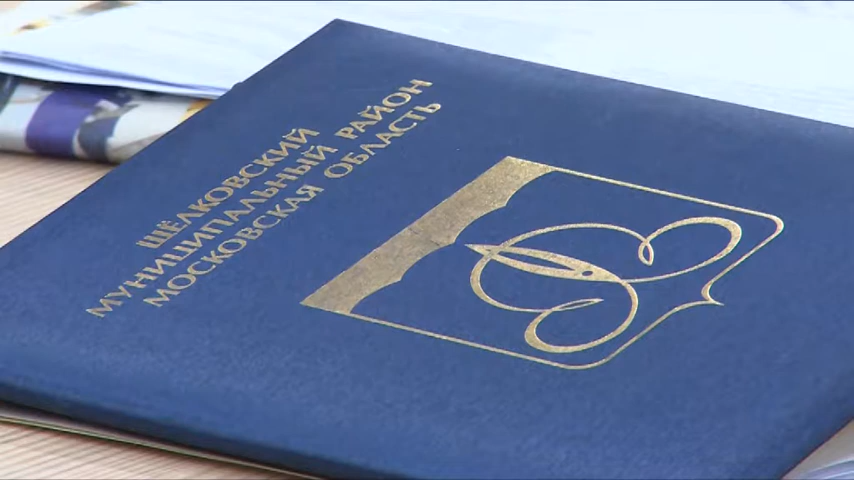 ЩЁЛКОВСКИЙ
МУНИЦИПАЛЬНЫЙ РАЙОН
МОСКОВСКАЯ ОБЛАСТЬ